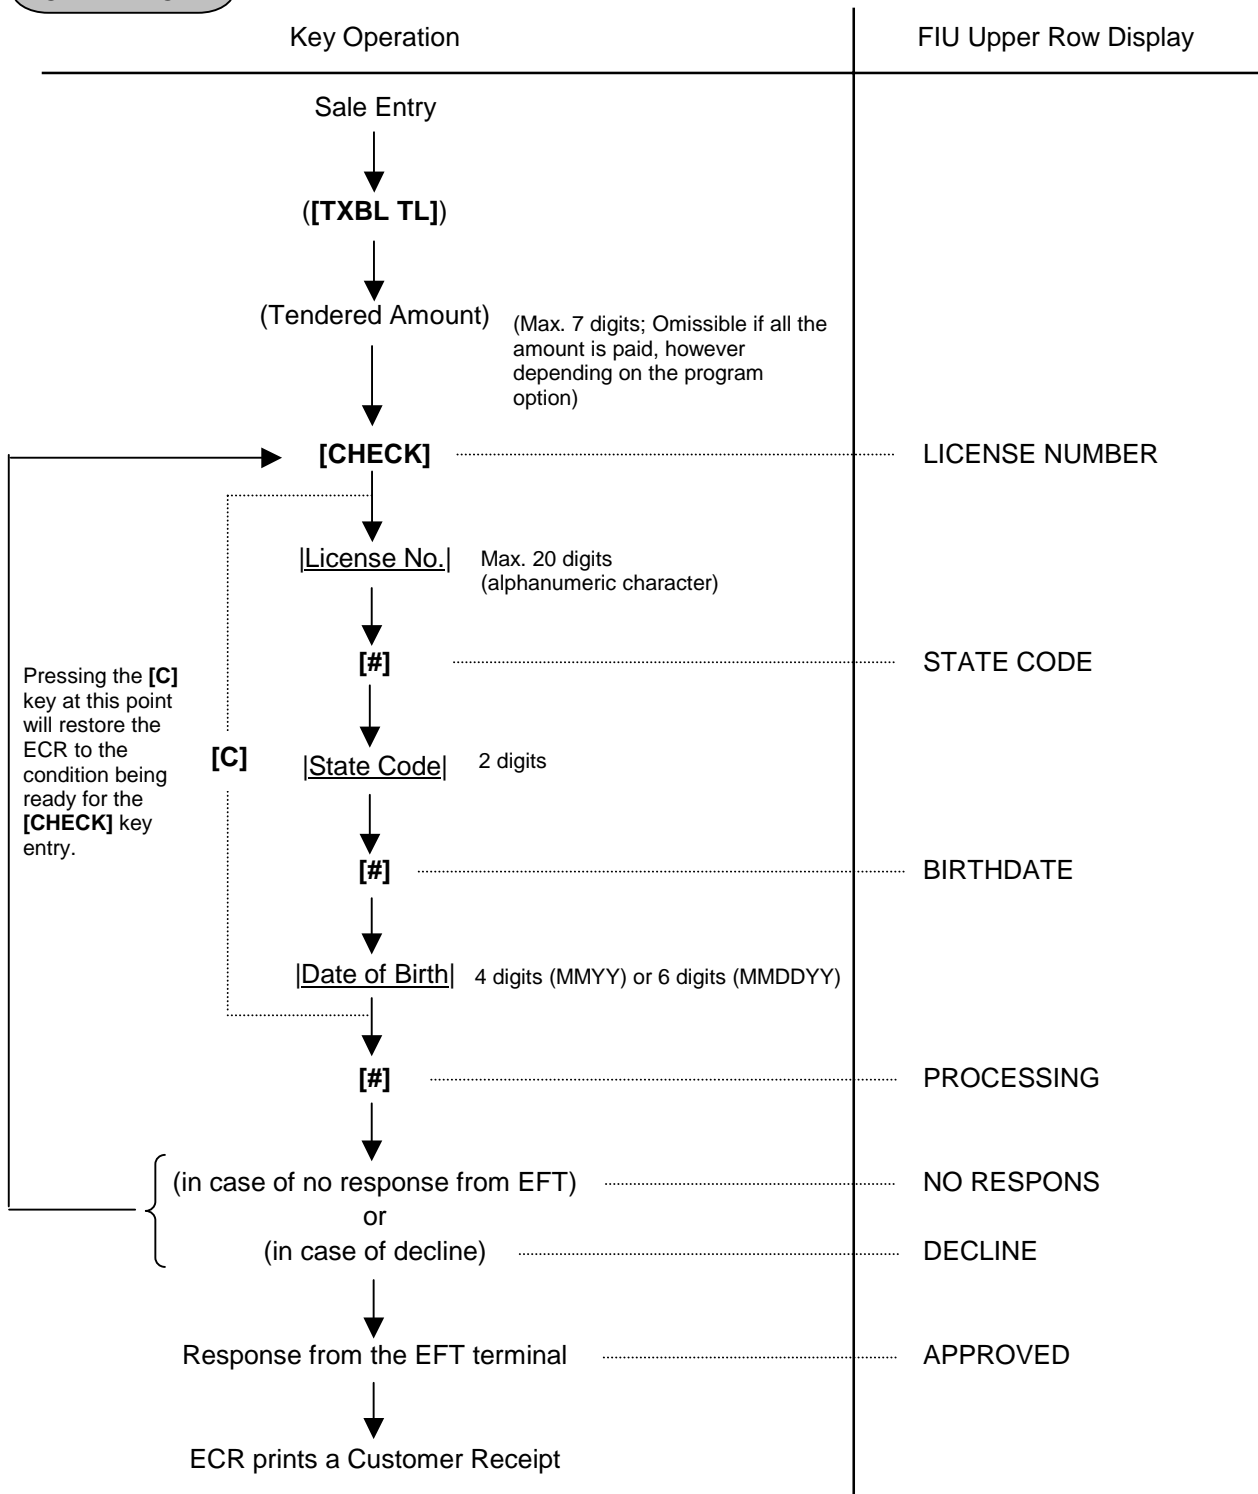 Key Operation
FIU Upper Row Display
Sale Entry
([TXBL TL])
(Tendered Amount)
(Max. 7 digits; Omissible if all the
amount is paid, however
depending on the program
option)
[CHECK]
LICENSE NUMBER
|License No.|
Max. 20 digits
(alphanumeric character)
[#]
STATE CODE
Pressing the [C]
key at this point
will restore the
ECR to the
condition being
ready for the
[CHECK] key
entry.
[C]
|State Code|
2 digits
[#]
BIRTHDATE
|Date of Birth|
4 digits (MMYY) or 6 digits (MMDDYY)
[#]
PROCESSING
(in case of no response from EFT)
NO RESPONS
or
(in case of decline)
DECLINE
Response from the EFT terminal
APPROVED
ECR prints a Customer Receipt